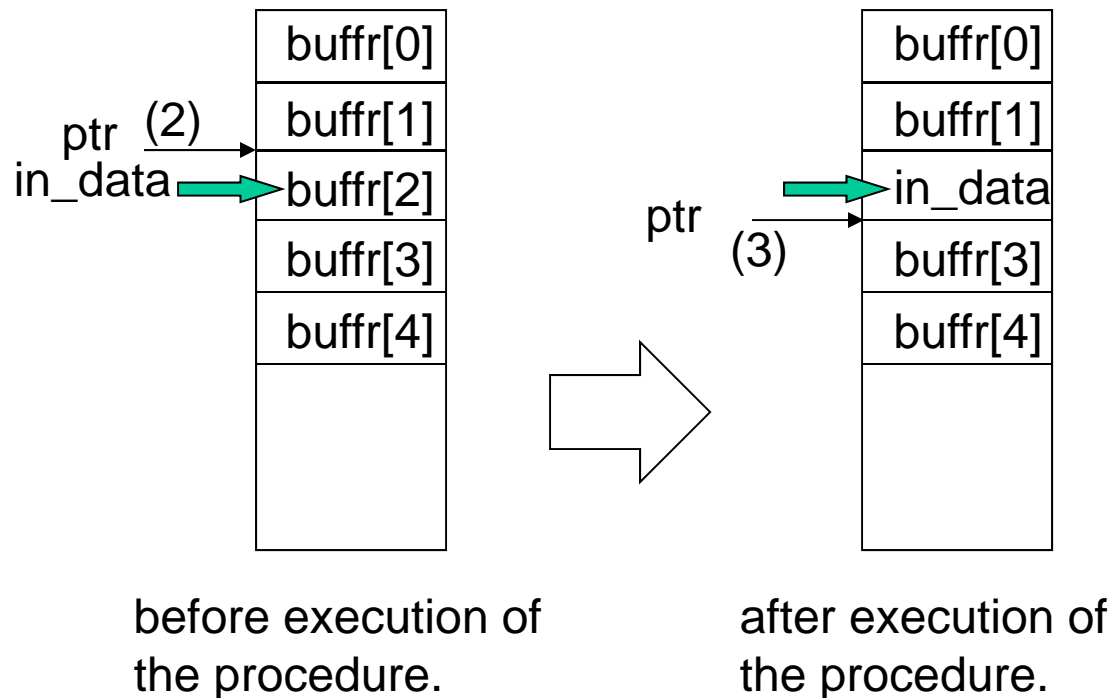 buffr[0]
ptr (2)
buffr[1]
in_data
buffr[2]
buffr[3]
buffr[4]
before execution of
the procedure.
buffr[0]
buffr[1]
in_data
ptr
(3)
buffr[3]
buffr[4]
after execution of
the procedure.